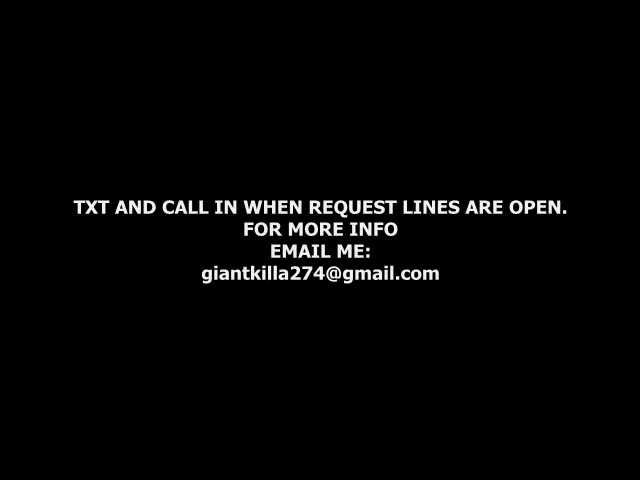 TXT AND CALL IN WHEN REQUEST LINES ARE OPEN.
FOR MORE INFO
EMAIL ME:
giantkilla274@gmail.com